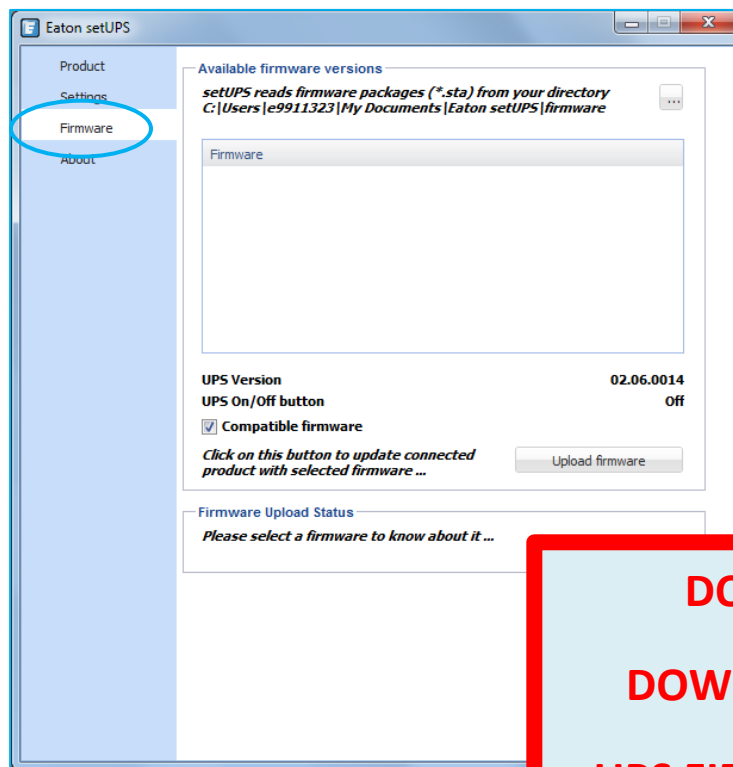 Eaton setUPS
Product
Settings
Firmware
About
Available firmware versions
setUPS reads firmware packages (*.sta) from your directory
C:|Users|e9911323|My Documents|Eaton setUPS|firmware
...
Firmware
UPS Version 02.06.0014
UPS On/Off button Off
Compatible firmware
Click on this button to update connected
product with selected firmware ...
Upload firmware
Firmware Upload Status
Please select a firmware to know about it ...